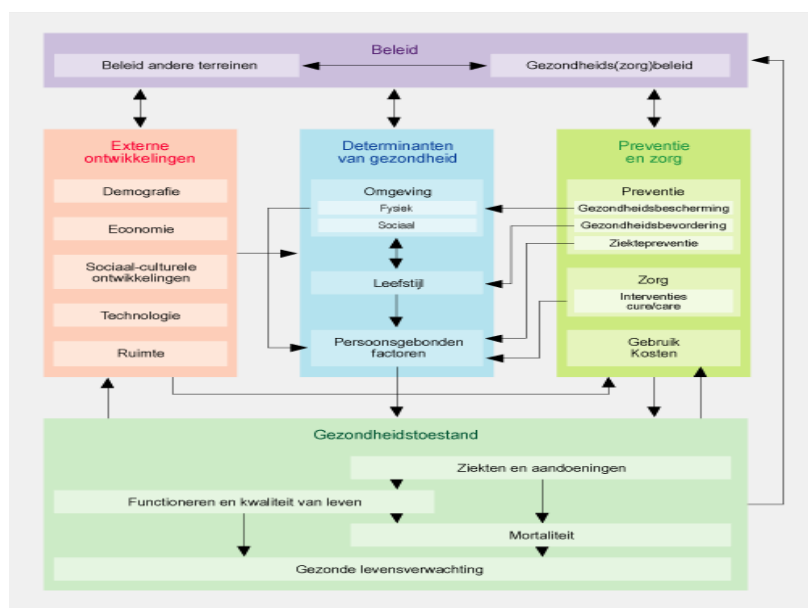 Beleid
Beleid andere terreinen
Gezondheids(zorg)beleid
Externe
ontwikkelingen
Demografie
Economie
Sociaal-culturele
ontwikkelingen
Technologie
Ruimte
Determinanten
van gezondheid
Omgeving
Fysiek
Sociaal
Leefstijl
Persoonsgebonden
factoren
Preventie
en zorg
Preventie
Gezondheidsbescherming
Gezondheidsbevordering
Ziektepreventie
Zorg
Interventies
cure/care
Gebruik
Kosten
Gezondheidstoestand
Ziekten en aandoeningen
Functioneren en kwaliteit van leven
Mortaliteit
Gezonde levensverwachting